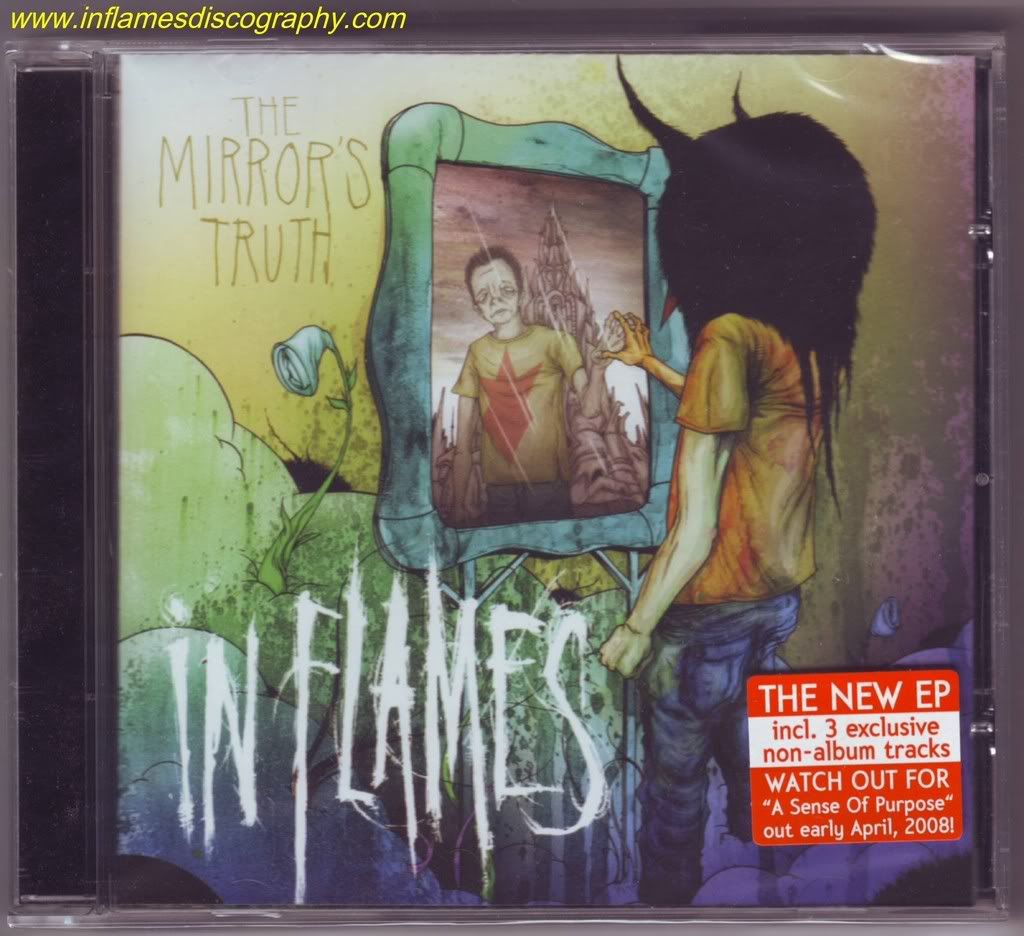 www.inflamesdiscography.com
THE
MIRROR'S
TRUTH
iN FLAMES
THE NEW EP
incl. 3 exclusive
non-album tracks
WATCH OUT FOR
"A Sense Of Purpose"
out early April, 2008!